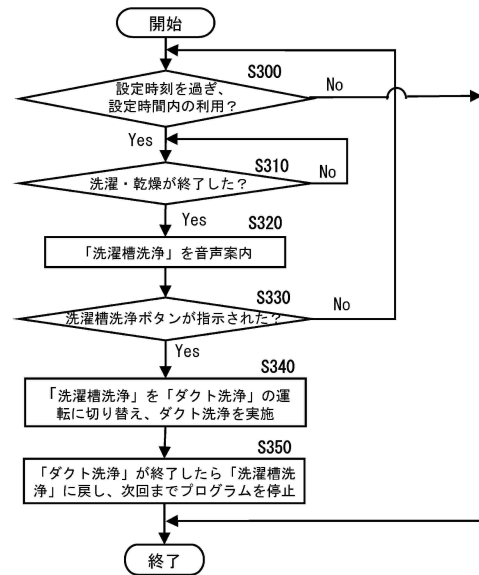 開始
S300
設定時刻を過ぎ、
設定時間内の利用？
No
Yes
S310
洗濯・乾燥が終了した？
No
Yes
S320
「洗濯槽洗浄」を音声案内
S330
洗濯槽洗浄ボタンが指示された？
No
Yes
S340
「洗濯槽洗浄」を「ダクト洗浄」の運
転に切り替え、ダクト洗浄を実施
S350
「ダクト洗浄」が終了したら「洗濯槽洗
浄」に戻し、次回までプログラムを停止
終了